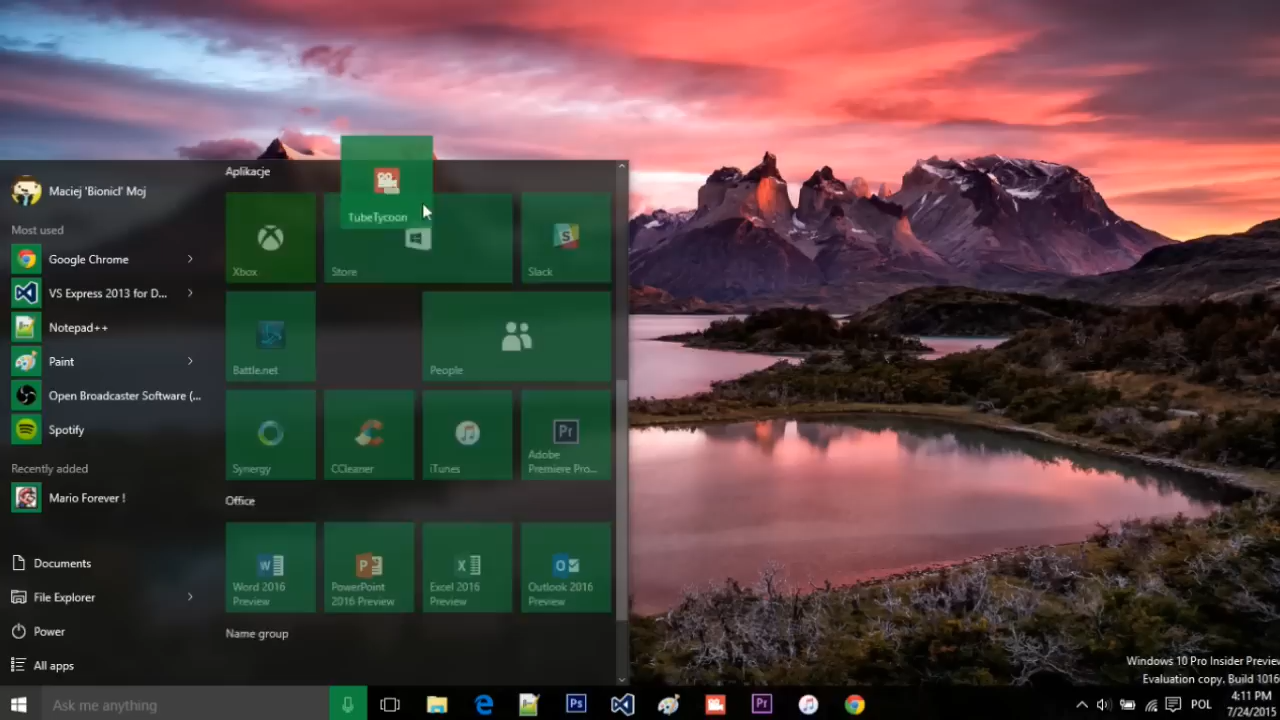 Maciej 'Bionicl' Moj
Most used
Google Chrome
VS Express 2013 for D...
Notepad++
Paint
Open Broadcaster Software (...
Spotify
Recently added
Mario Forever !
Documents
File Explorer
Power
All apps
Aplikacje
TubeTycoon
Xbox
Store
Slack
S
Battle.net
People
Synergy
CCleaner
iTunes
Pr
Adobe
Premiere Pro...
Office
W
Word 2016
Preview
P
PowerPoint
2016 Preview
X
Excel 2016
Preview
O
Outlook 2016
Preview
Name group
Windows 10 Pro Insider Preview
Evaluation copy. Build 1016
Ask me anything
Ps
Pr
POL
4:11 PM
7/24/2015